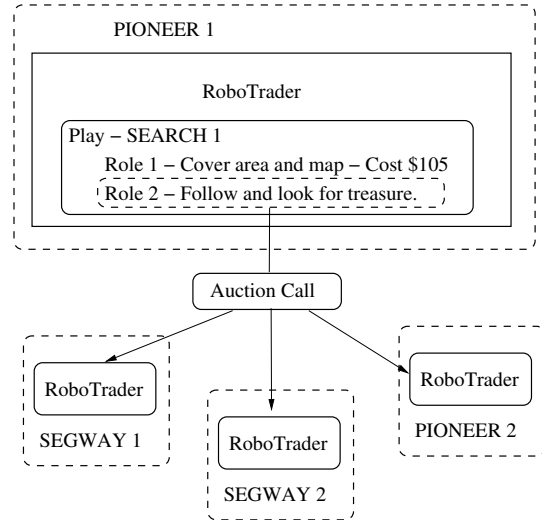 PIONEER 1
RoboTrader
Play – SEARCH 1
Role 1 – Cover area and map – Cost $105
Role 2 – Follow and look for treasure.
Auction Call
RoboTrader
SEGWAY 1
RoboTrader
SEGWAY 2
RoboTrader
PIONEER 2